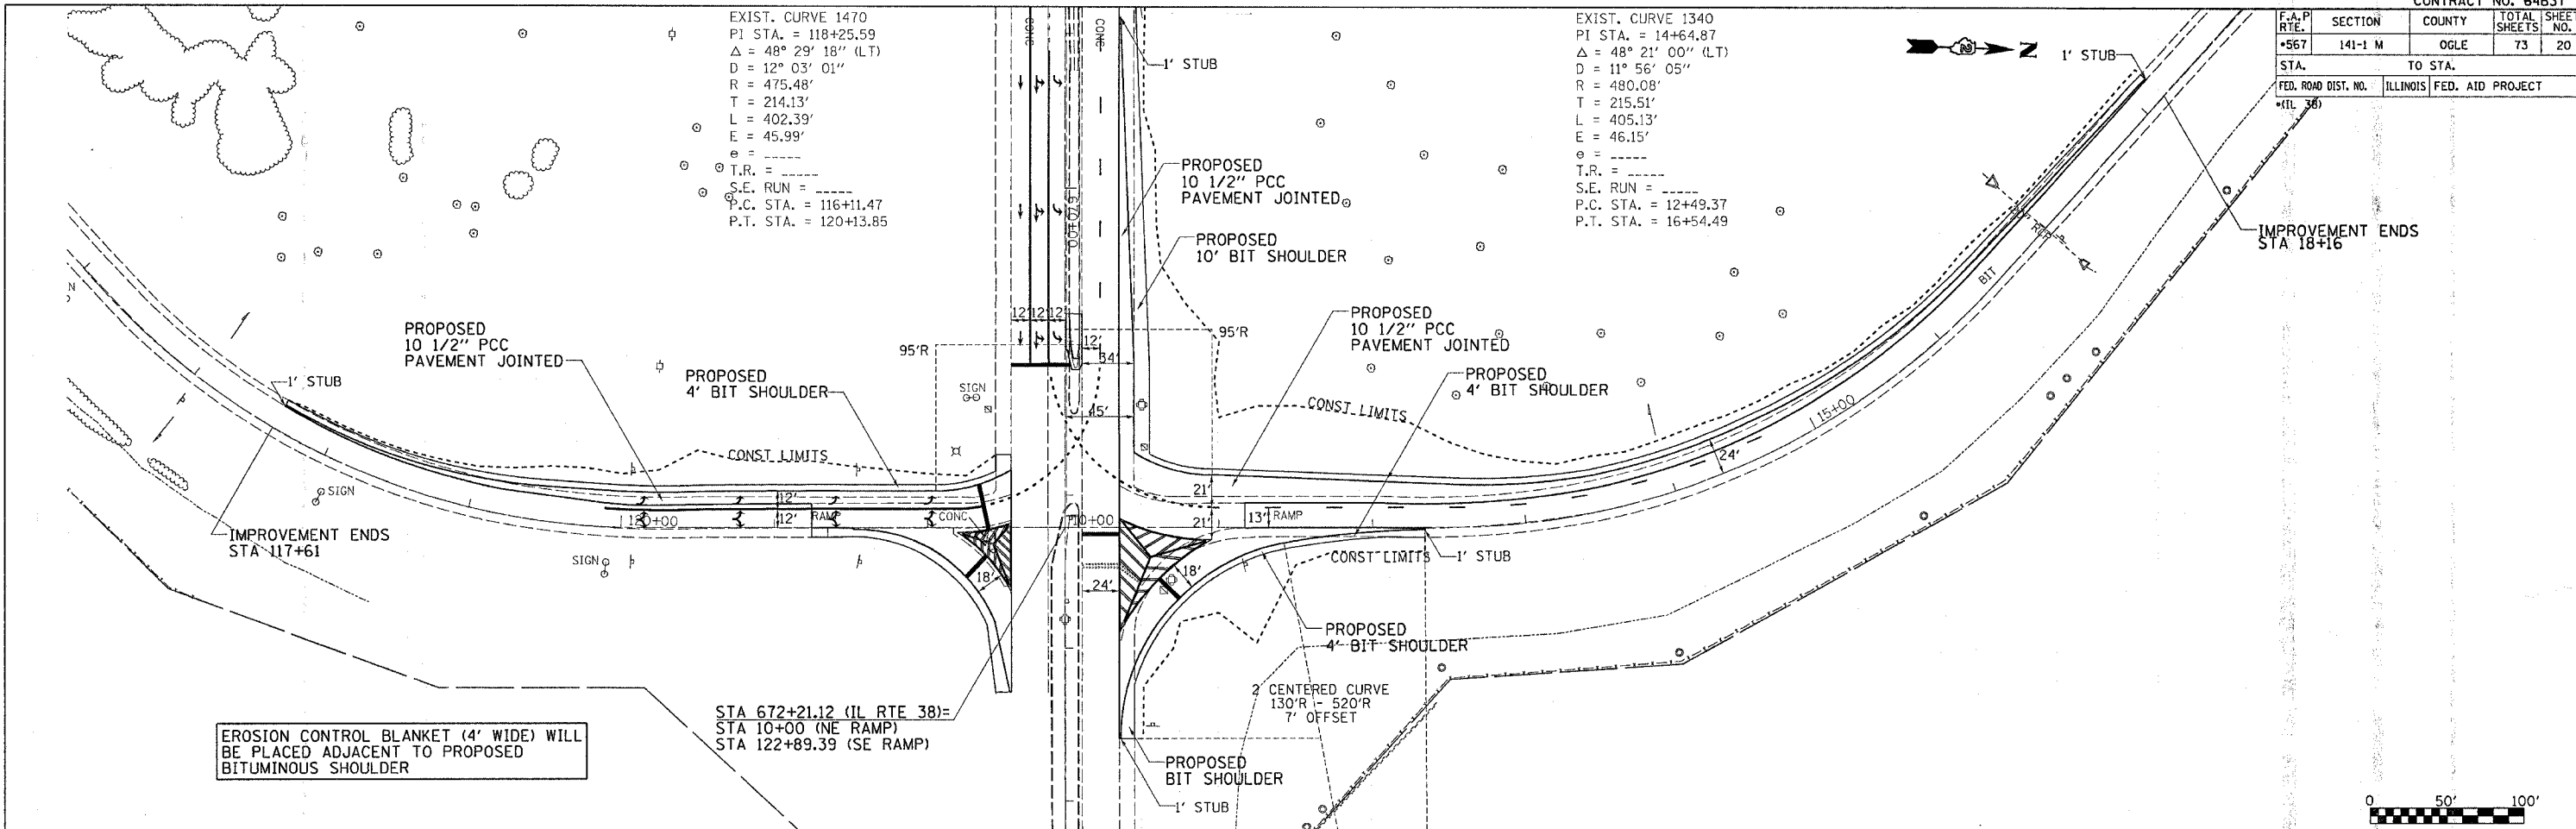 CONTRACT NO. 64831
F.A.P. RTE. SECTION COUNTY TOTAL SHEETS SHEET NO.
*567 141-1 M OGLE 73 20
STA. TO STA.
FED. ROAD DIST. NO. ILLINOIS FED. AID PROJECT
*(IL 38)
EXIST. CURVE 1470
PI STA. = 118+25.59
Δ = 48° 29' 18" (LT)
D = 12° 03' 01"
R = 475.48'
T = 214.13'
L = 402.39'
E = 45.99'
e = -----
T.R. = -----
S.E. RUN = -----
P.C. STA. = 116+11.47
P.T. STA. = 120+13.85
CONC
CONC
1' STUB
EXIST. CURVE 1340
PI STA. = 14+64.87
Δ = 48° 21' 00" (LT)
D = 11° 56' 05"
R = 480.08'
T = 215.51'
L = 405.13'
E = 46.15'
e = -----
T.R. = -----
S.E. RUN = -----
P.C. STA. = 12+49.37
P.T. STA. = 16+54.49
N
1' STUB
PROPOSED
10 1/2" PCC
PAVEMENT JOINTED
670+00
PROPOSED
10' BIT SHOULDER
RCP
IMPROVEMENT ENDS
STA 18+16
BIT
PROPOSED
10 1/2" PCC
PAVEMENT JOINTED
12' 12' 12'
12'
34'
45'
95'R
95'R
PROPOSED
10 1/2" PCC
PAVEMENT JOINTED
1' STUB
PROPOSED
4' BIT SHOULDER
SIGN
PROPOSED
4' BIT SHOULDER
CONST LIMITS
15+00
24'
CONST LIMITS
SIGN
12'
12'
120+00
RAMP
CONC
10+00
21'
21'
13'
RAMP
IMPROVEMENT ENDS
STA 117+61
SIGN
18'
24'
18'
CONST LIMITS
1' STUB
PROPOSED
4' BIT SHOULDER
2 CENTERED CURVE
130'R - 520'R
7' OFFSET
STA 672+21.12 (IL RTE 38)=
STA 10+00 (NE RAMP)
STA 122+89.39 (SE RAMP)
EROSION CONTROL BLANKET (4' WIDE) WILL
BE PLACED ADJACENT TO PROPOSED
BITUMINOUS SHOULDER
PROPOSED
BIT SHOULDER
1' STUB
0 50' 100'